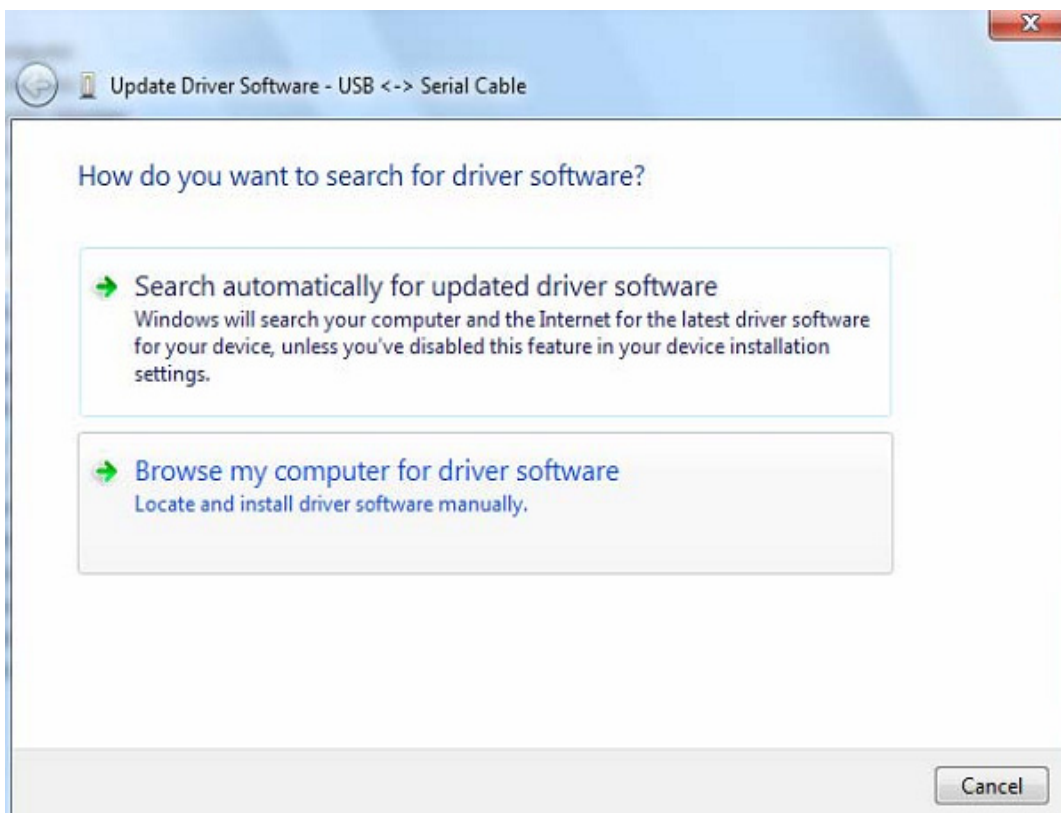 Update Driver Software - USB <-> Serial Cable
How do you want to search for driver software?
Search automatically for updated driver software
Windows will search your computer and the Internet for the latest driver software
for your device, unless you've disabled this feature in your device installation
settings.
Browse my computer for driver software
Locate and install driver software manually.
Cancel